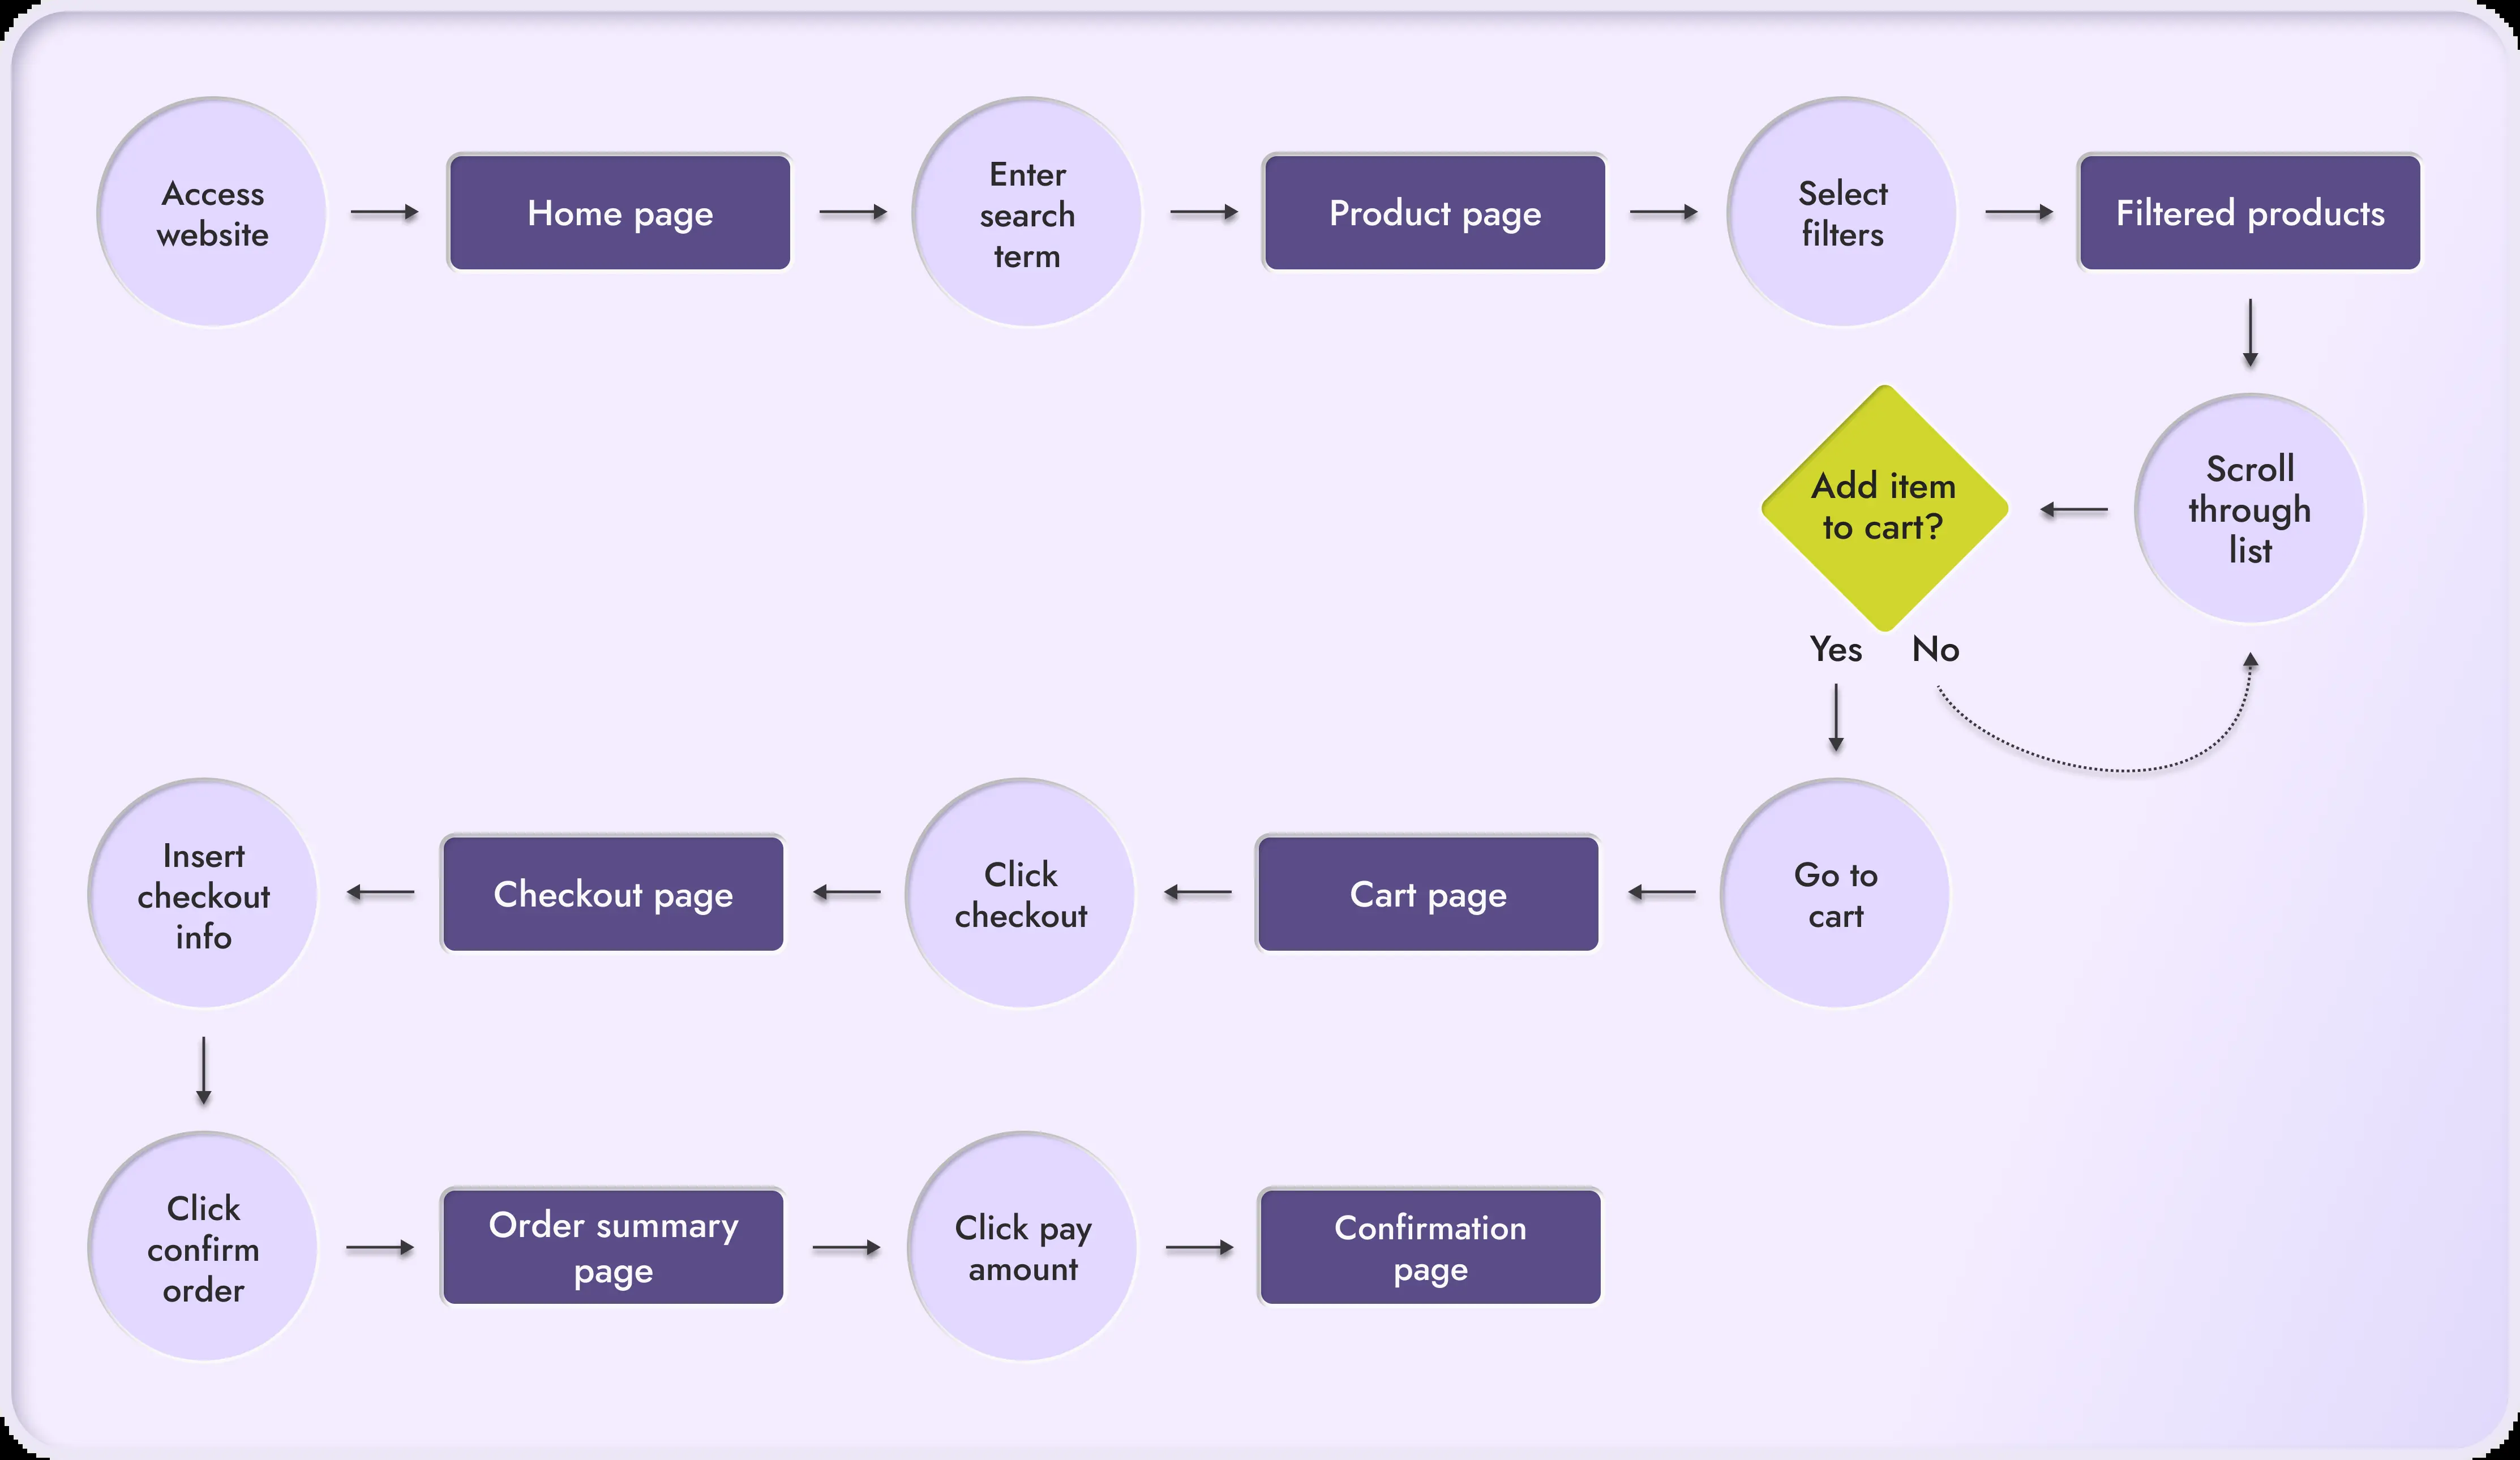 Access
website
Home page
Enter
search
term
Product page
Select
filters
Filtered products
Scroll
through
list
Add item
to cart?
Yes
No
Go to
cart
Cart page
Click
checkout
Checkout page
Insert
checkout
info
Click
confirm
order
Order summary
page
Click pay
amount
Confirmation
page